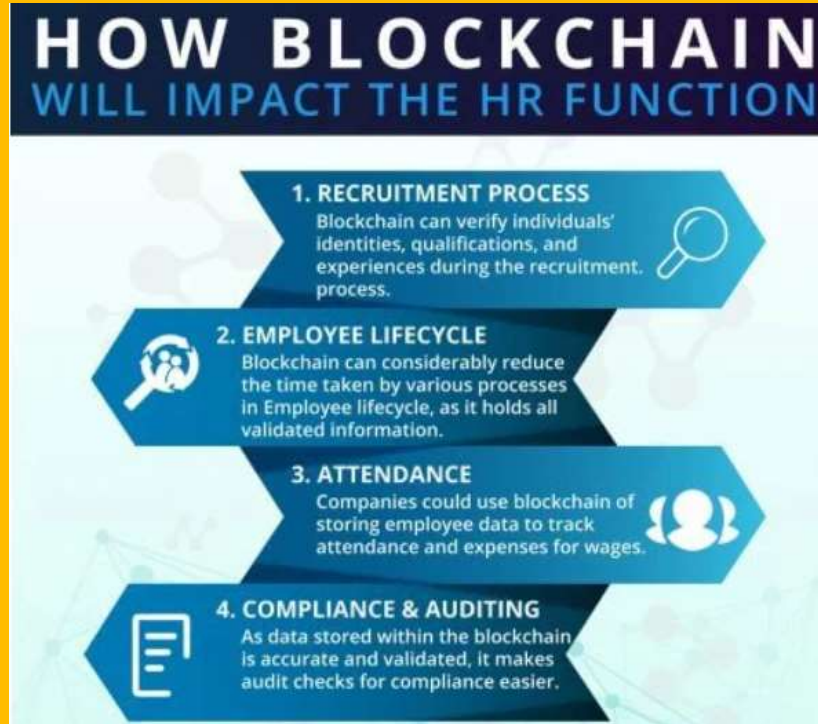 HOW BLOCKCHAIN
WILL IMPACT THE HR FUNCTION
1. RECRUITMENT PROCESS
Blockchain can verify individuals'
identities, qualifications, and
experiences during the recruitment.
process.
2. EMPLOYEE LIFECYCLE
Blockchain can considerably reduce
the time taken by various processes
in Employee lifecycle, as it holds all
validated information.
3. ATTENDANCE
Companies could use blockchain of
storing employee data to track
attendance and expenses for wages.
4. COMPLIANCE & AUDITING
As data stored within the blockchain
is accurate and validated, it makes
audit checks for compliance easier.